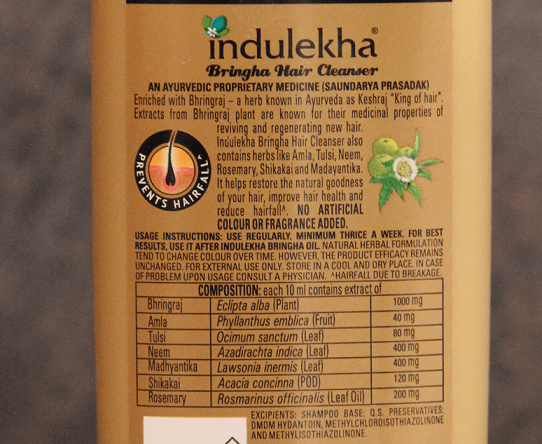 indulekha®
Bringha Hair Cleanser
AN AYURVEDIC PROPRIETARY MEDICINE (SAUNDARYA PRASADAK)
Enriched with Bhringraj – a herb known in Ayurveda as Keshraj "King of hair".
Extracts from Bhringraj plant are known for their medicinal properties of
reviving and regenerating new hair.
Indulekha Bringha Hair Cleanser also
contains herbs like Amla, Tulsi, Neem,
Rosemary, Shikakai and Madayantika.
It helps restore the natural goodness
of your hair, improve hair health and
reduce hairfall^. NO ARTIFICIAL
COLOUR OR FRAGRANCE ADDED.
PREVENTS HAIRFALL^
USAGE INSTRUCTIONS: USE REGULARLY, MINIMUM THRICE A WEEK. FOR BEST
RESULTS, USE IT AFTER INDULEKHA BRINGHA OIL. NATURAL HERBAL FORMULATION
TEND TO CHANGE COLOUR OVER TIME. HOWEVER, THE PRODUCT EFFICACY REMAINS
UNCHANGED. FOR EXTERNAL USE ONLY. STORE IN A COOL AND DRY PLACE. IN CASE
OF PROBLEM UPON USAGE CONSULT A PHYSICIAN. ^HAIRFALL DUE TO BREAKAGE.
COMPOSITION: each 10 ml contains extract of
Bhringraj Eclipta alba (Plant) 1000 mg
Amla Phyllanthus emblica (Fruit) 40 mg
Tulsi Ocimum sanctum (Leaf) 80 mg
Neem Azadirachta indica (Leaf) 400 mg
Madhyantika Lawsonia inermis (Leaf) 400 mg
Shikakai Acacia concinna (POD) 120 mg
Rosemary Rosmarinus officinalis (Leaf Oil) 200 mg
EXCIPIENTS: SHAMPOO BASE: Q.S. PRESERVATIVES:
DMDM HYDANTOIN, METHYLCHLOROISOTHIAZOLINONE
AND METHYLISOTHIAZOLINONE.